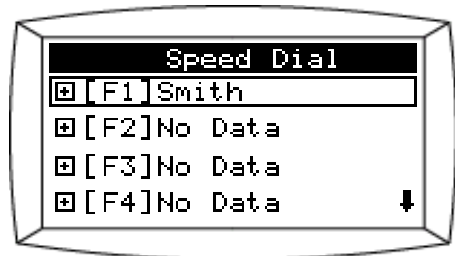 Speed Dial
[F1]Smith
[F2]No Data
[F3]No Data
[F4]No Data